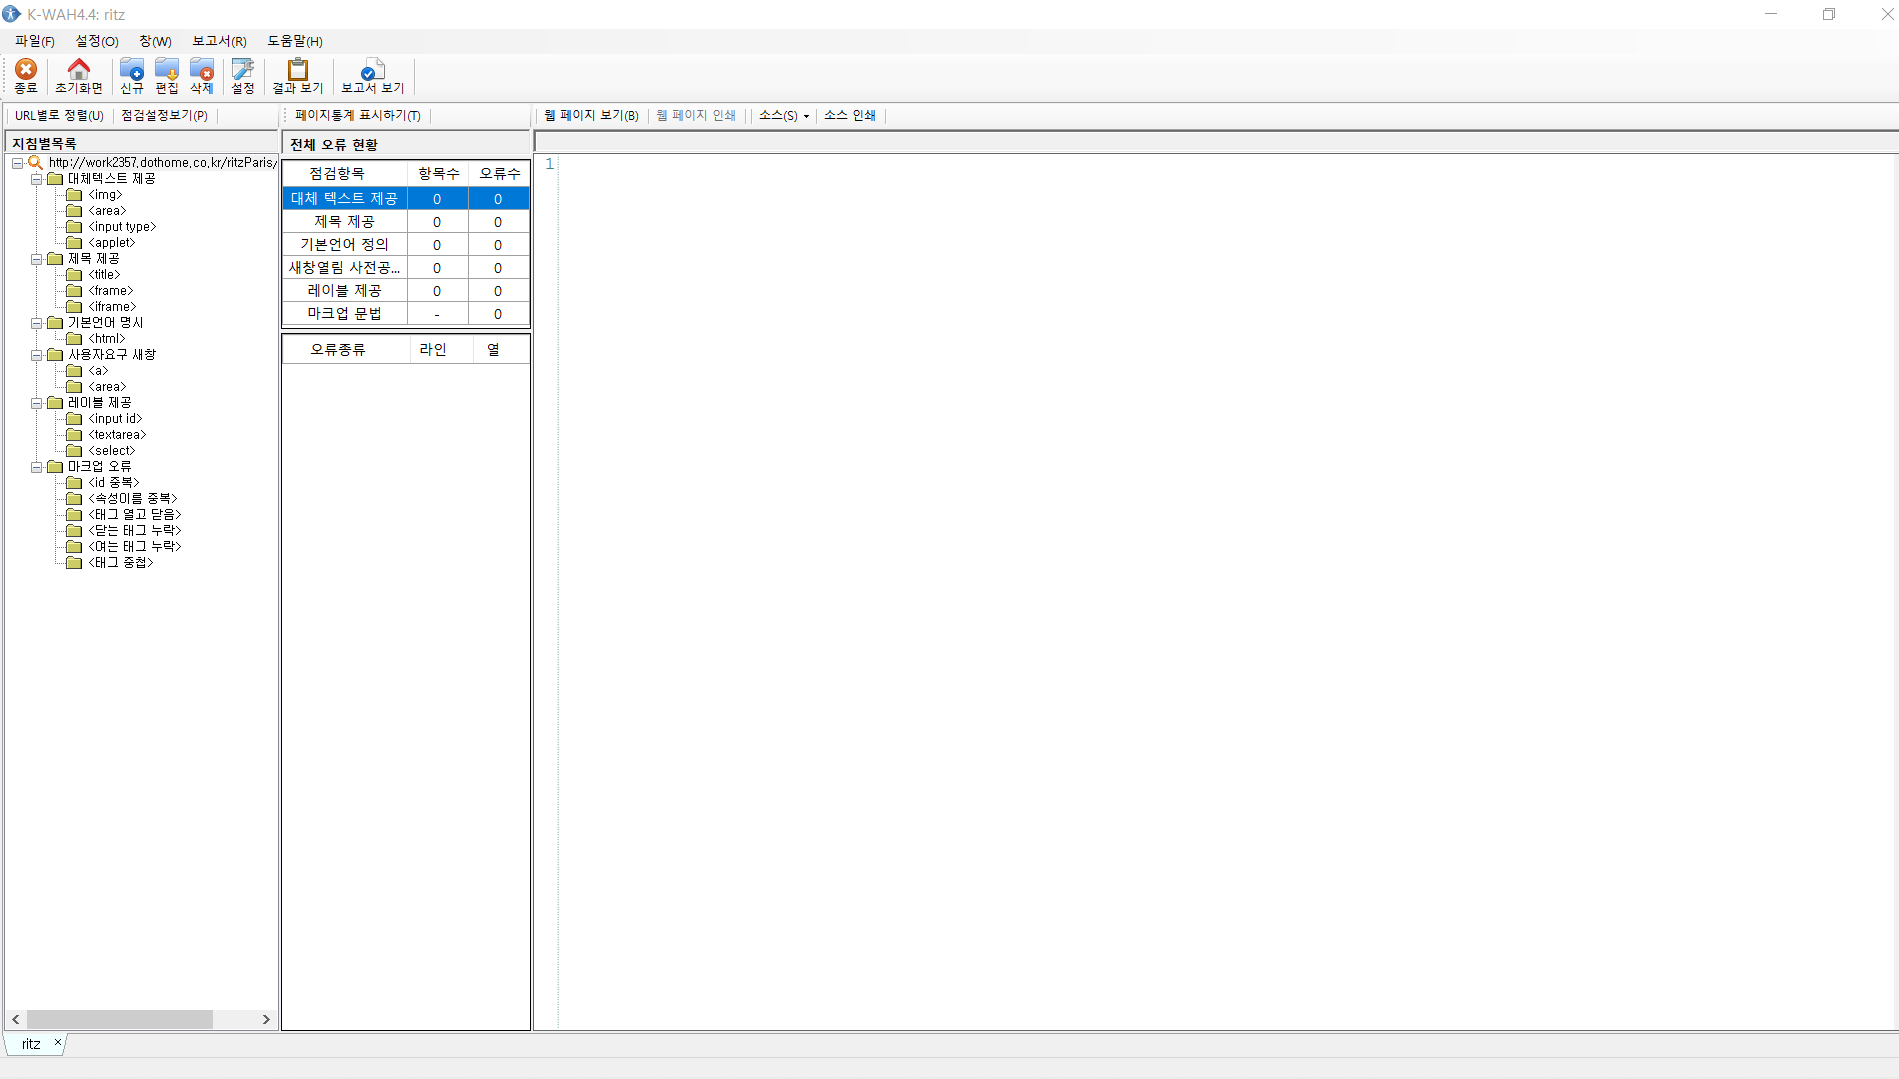 K-WAH4.4: ritz
파일(F) 설정(O) 창(W) 보고서(R) 도움말(H)
종료 초기화면 신규 편집 삭제 설정 결과 보기 보고서 보기
URL별로 정렬(U) 점검설정보기(P) 페이지통계 표시하기(T) 웹 페이지 보기(B) 웹 페이지 인쇄 소스(S) 소스 인쇄
지침별목록
http://work2357.dothome.co.kr/ritzParis/
대체텍스트 제공
<img>
<area>
<input type>
<applet>
제목 제공
<title>
<frame>
<iframe>
기본언어 명시
<html>
사용자요구 새창
<a>
<area>
레이블 제공
<input id>
<textarea>
<select>
마크업 오류
<id 중복>
<속성이름 중복>
<태그 열고 닫음>
<닫는 태그 누락>
<여는 태그 누락>
<태그 중첩>
전체 오류 현황
점검항목 항목수 오류수
대체 텍스트 제공 0 0
제목 제공 0 0
기본언어 정의 0 0
새창열림 사전공... 0 0
레이블 제공 0 0
마크업 문법 - 0
오류종류 라인 열
1
ritz